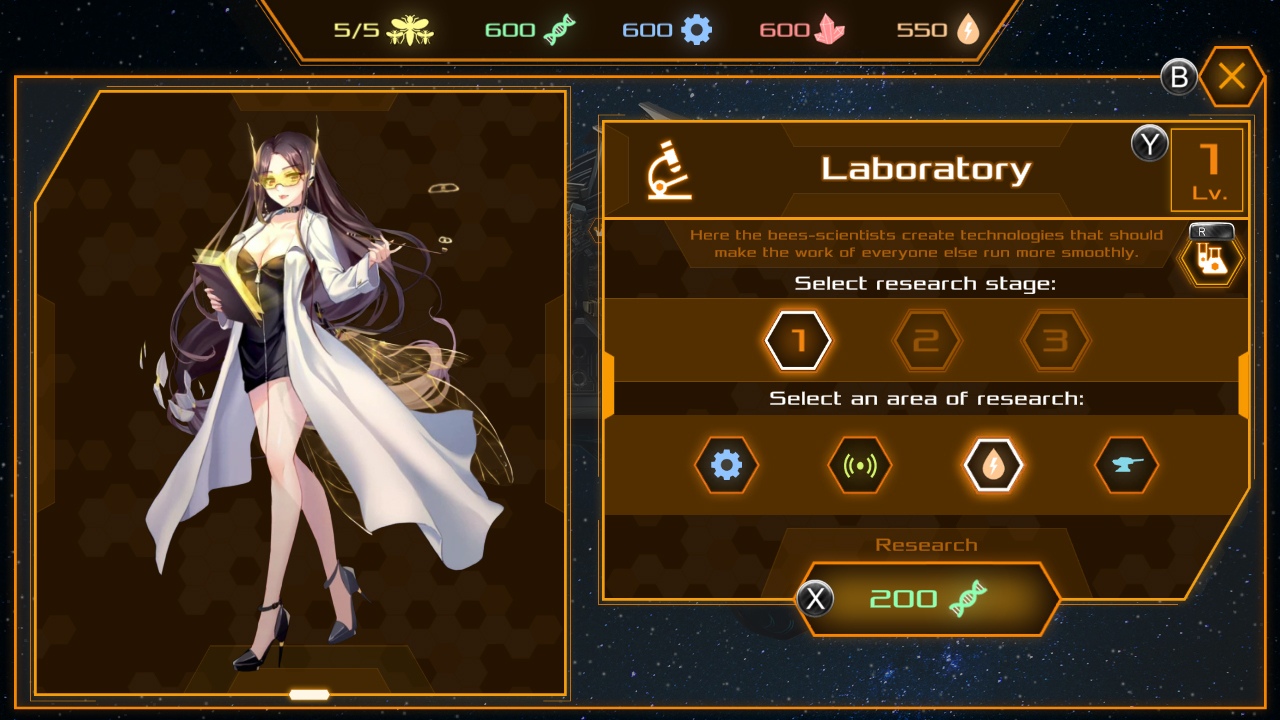 5/5 600 600 600 550
B
Laboratory
Y
1
Lv.
Here the bees-scientists create technologies that should
make the work of everyone else run more smoothly.
R
Select research stage:
1 2 3
Select an area of research:
Research
X 200